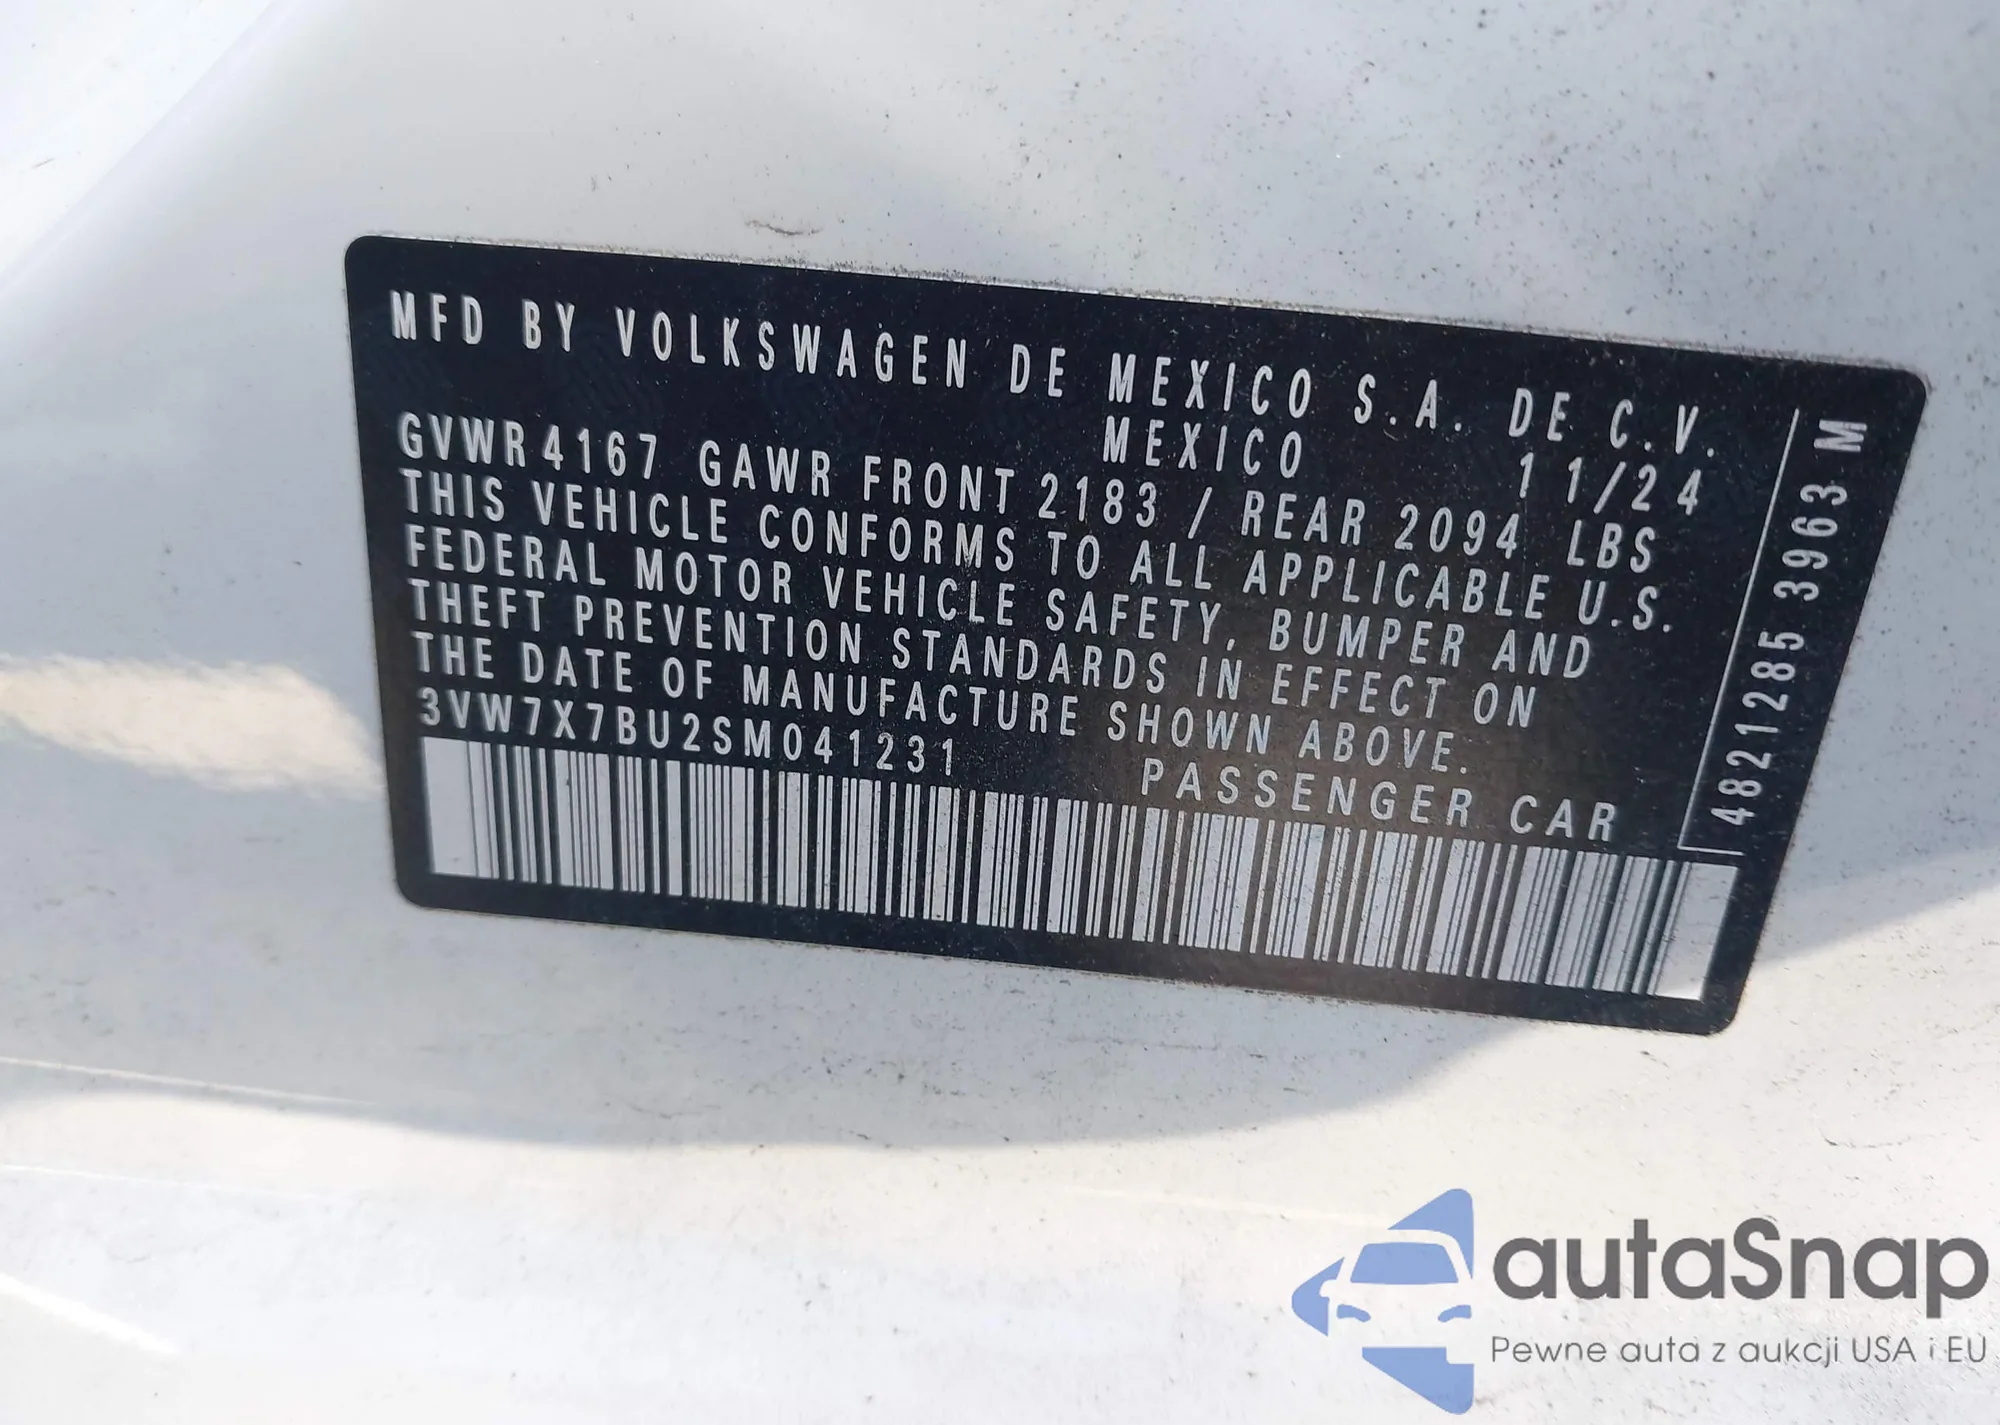 MFD BY VOLKSWAGEN DE MEXICO S.A. DE C.V.
MEXICO 11/24
GVWR 4167 GAWR FRONT 2183 / REAR 2094 LBS
THIS VEHICLE CONFORMS TO ALL APPLICABLE U.S.
FEDERAL MOTOR VEHICLE SAFETY, BUMPER AND
THEFT PREVENTION STANDARDS IN EFFECT ON
THE DATE OF MANUFACTURE SHOWN ABOVE.
3VW7X7BU2SM041231 PASSENGER CAR
4821285 3963 M
autaSnap
Pewne auta z aukcji USA i EU